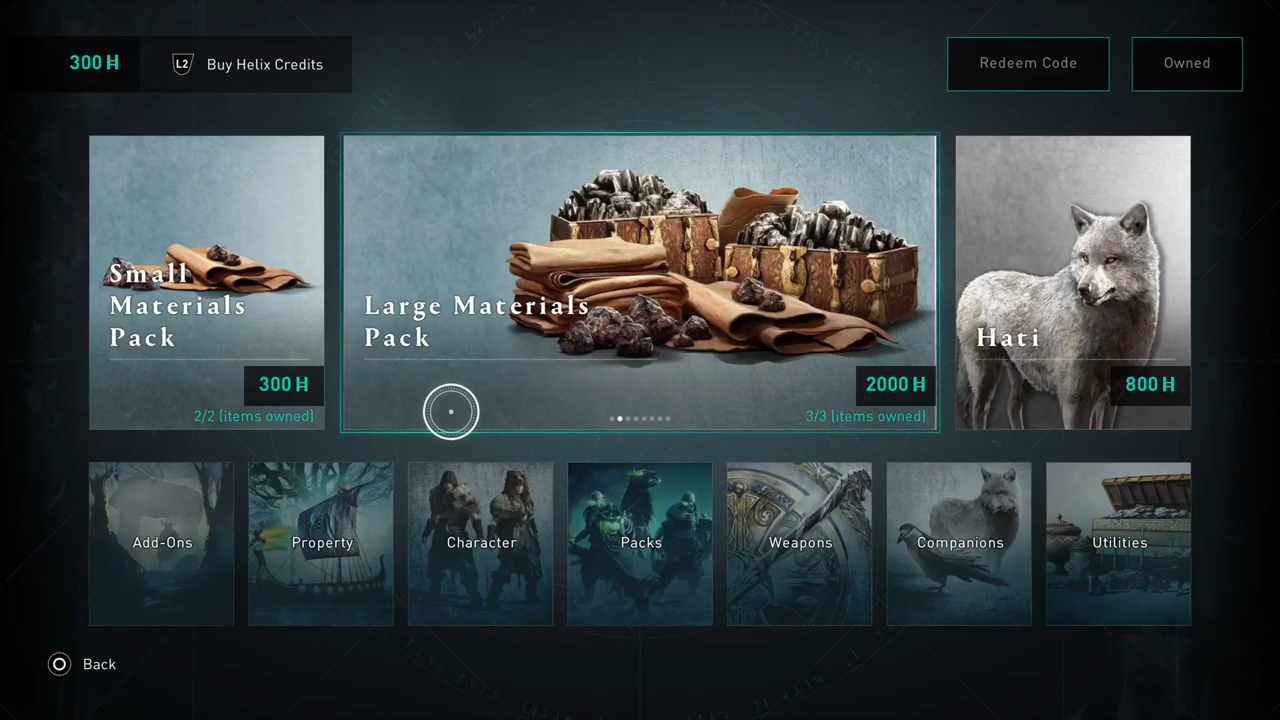 300 H
L2
Buy Helix Credits
Redeem Code
Owned
Small
Materials
Pack
300 H
2/2 (items owned)
Large Materials
Pack
2000 H
3/3 (items owned)
Hati
800 H
Add-Ons
Property
Character
Packs
Weapons
Companions
Utilities
Back